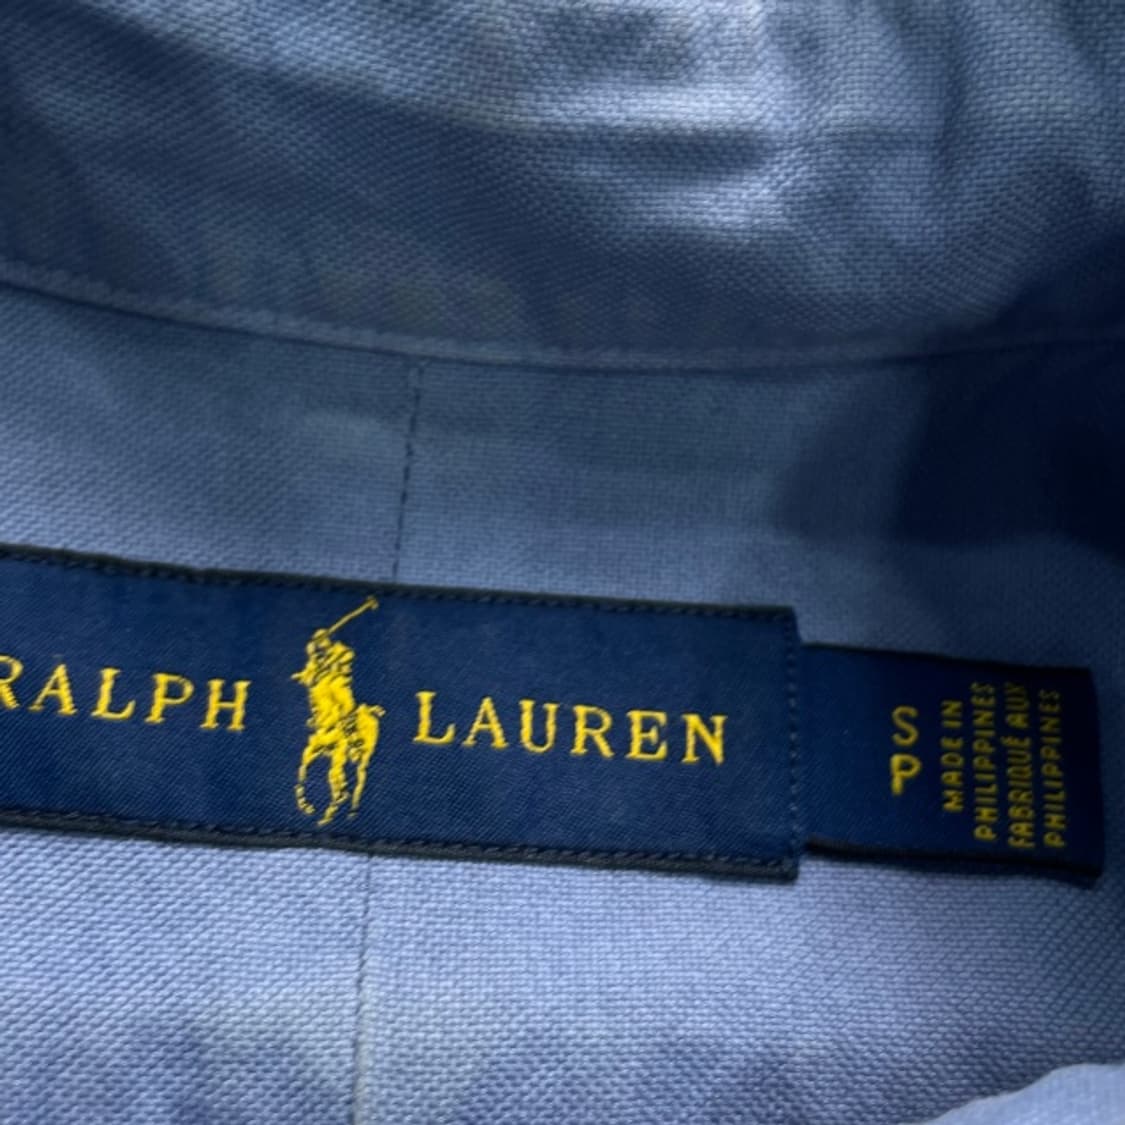 RALPH LAUREN
S
P
MADE IN
PHILIPPINES
FABRIQUÉ AUX
PHILIPPINES